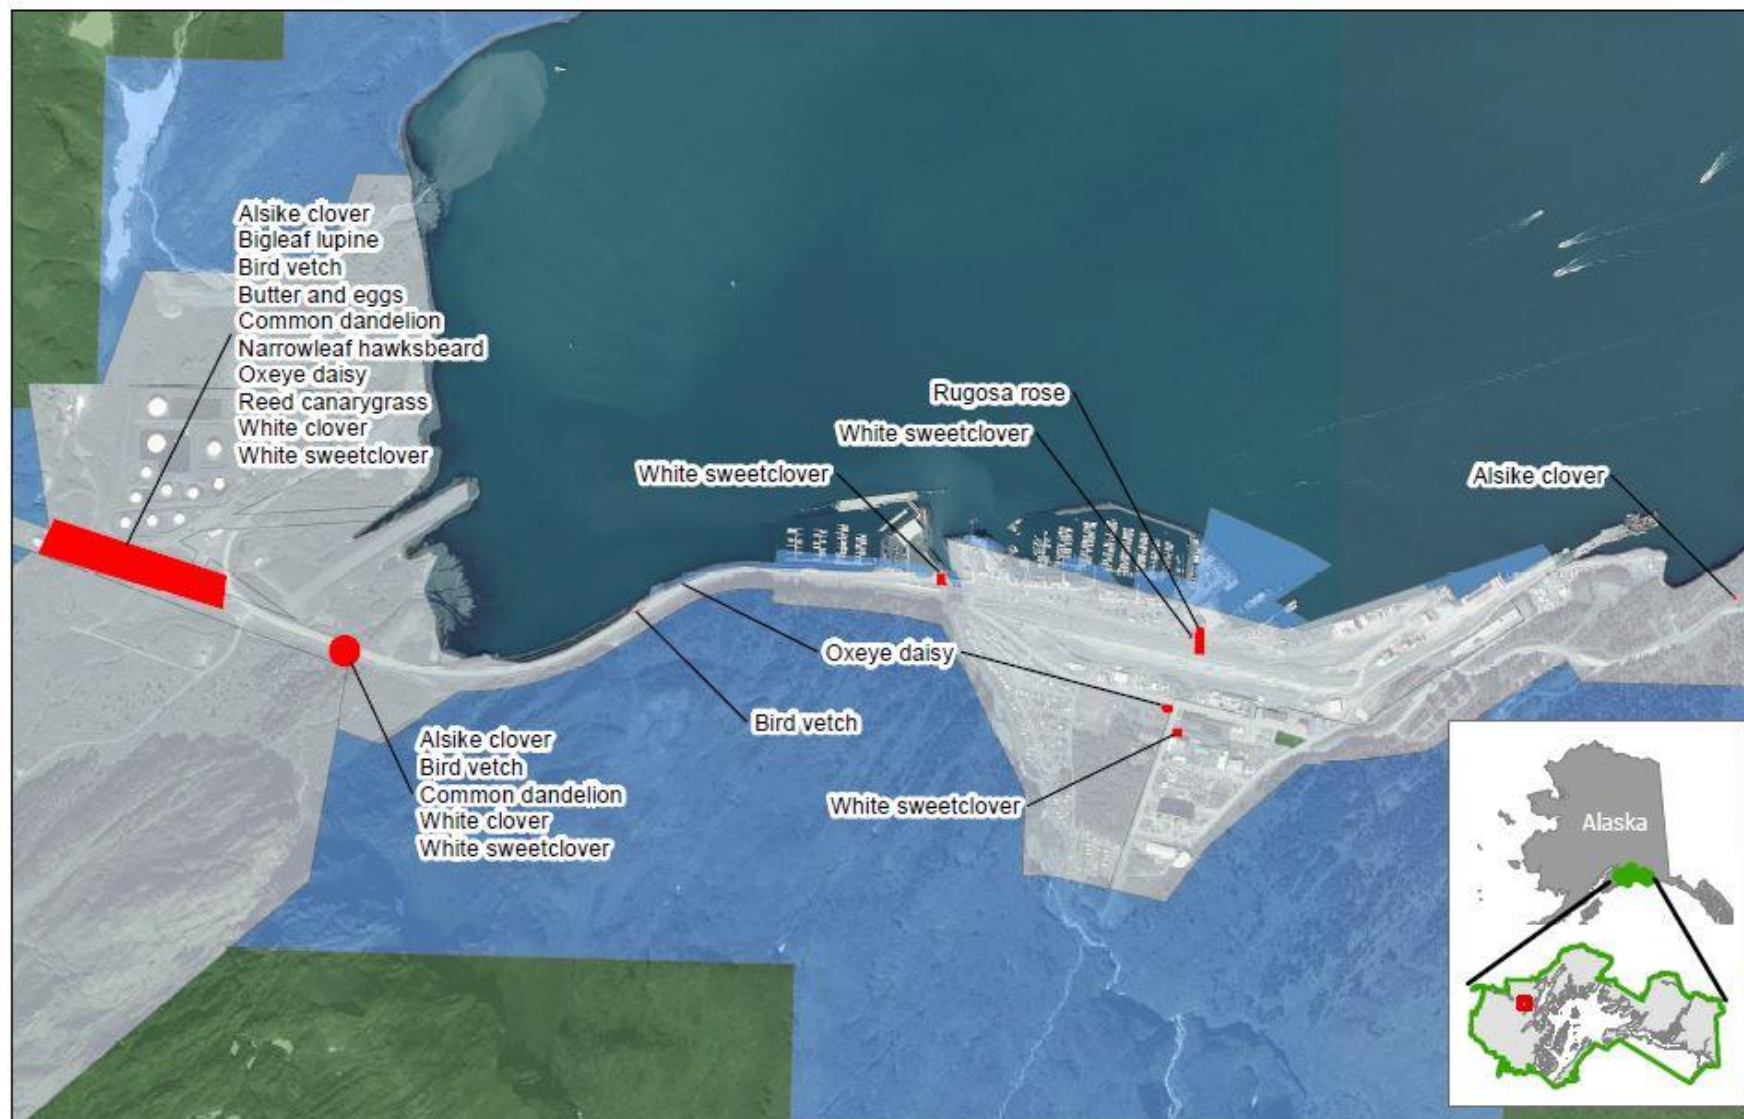 Alsike clover
Bigleaf lupine
Bird vetch
Butter and eggs
Common dandelion
Narrowleaf hawksbeard
Oxeye daisy
Reed canarygrass
White clover
White sweetclover
Rugosa rose
White sweetclover
White sweetclover
Alsike clover
Oxeye daisy
Bird vetch
Alsike clover
Bird vetch
Common dandelion
White clover
White sweetclover
White sweetclover
Alaska